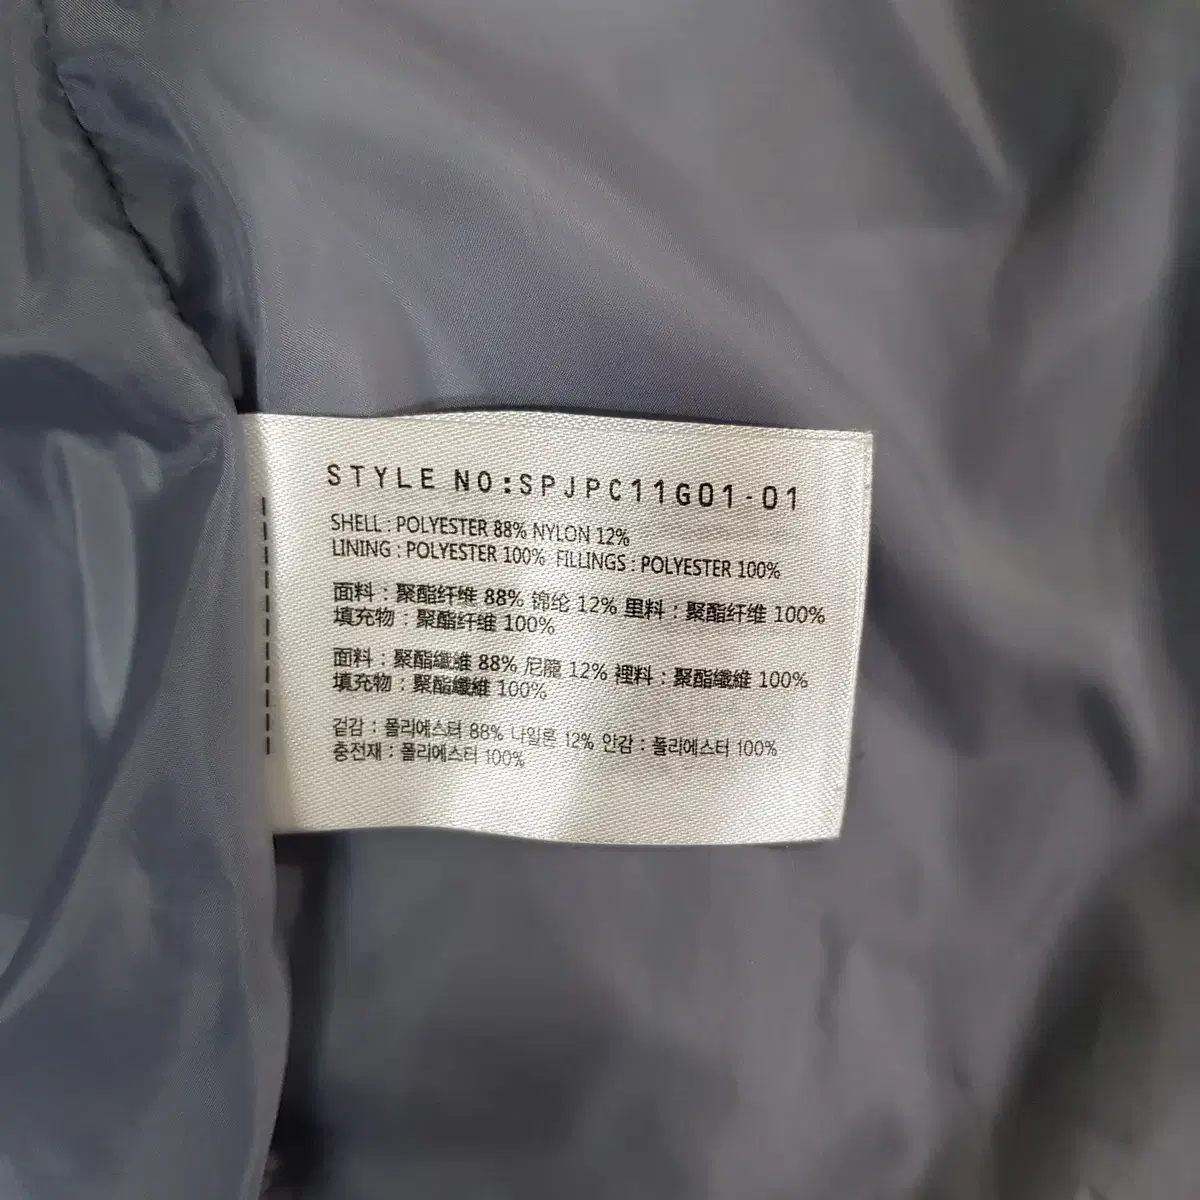 STYLE NO:SPJPC11G01-01
SHELL : POLYESTER 88% NYLON 12%
LINING : POLYESTER 100% FILLINGS : POLYESTER 100%
面料：聚酯纤维 88% 锦纶 12% 里料：聚酯纤维 100%
填充物：聚酯纤维 100%
面料：聚酯纖維 88% 尼龍 12% 裡料：聚酯纖維 100%
填充物：聚酯纖維 100%
겉감 : 폴리에스터 88% 나일론 12% 안감 : 폴리에스터 100%
충전재 : 폴리에스터 100%